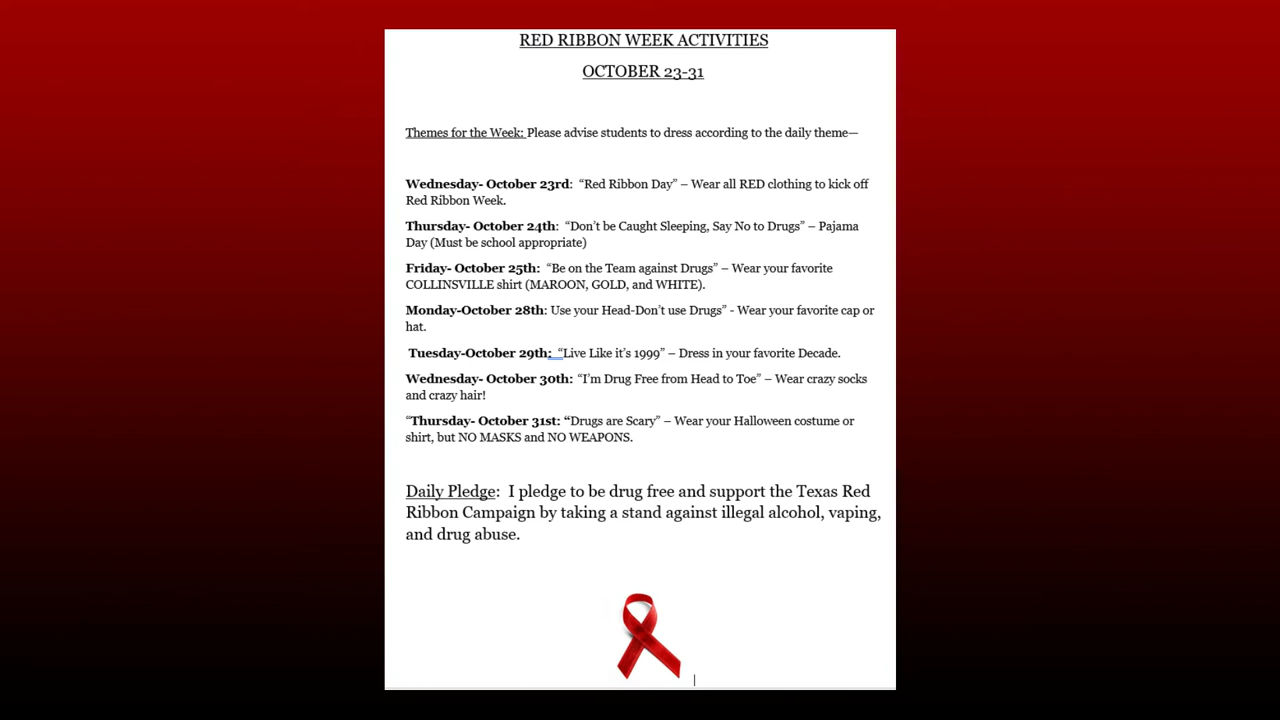 RED RIBBON WEEK ACTIVITIES
OCTOBER 23-31
Themes for the Week: Please advise students to dress according to the daily theme—
Wednesday- October 23rd:  “Red Ribbon Day” – Wear all RED clothing to kick off
Red Ribbon Week.
Thursday- October 24th:  “Don’t be Caught Sleeping, Say No to Drugs” – Pajama
Day (Must be school appropriate)
Friday- October 25th:  “Be on the Team against Drugs” – Wear your favorite
COLLINSVILLE shirt (MAROON, GOLD, and WHITE).
Monday-October 28th: Use your Head-Don’t use Drugs” - Wear your favorite cap or
hat.
Tuesday-October 29th:  “Live Like it’s 1999” – Dress in your favorite Decade.
Wednesday- October 30th: “I’m Drug Free from Head to Toe” – Wear crazy socks
and crazy hair!
“Thursday- October 31st: “Drugs are Scary” – Wear your Halloween costume or
shirt, but NO MASKS and NO WEAPONS.
Daily Pledge:  I pledge to be drug free and support the Texas Red
Ribbon Campaign by taking a stand against illegal alcohol, vaping,
and drug abuse.